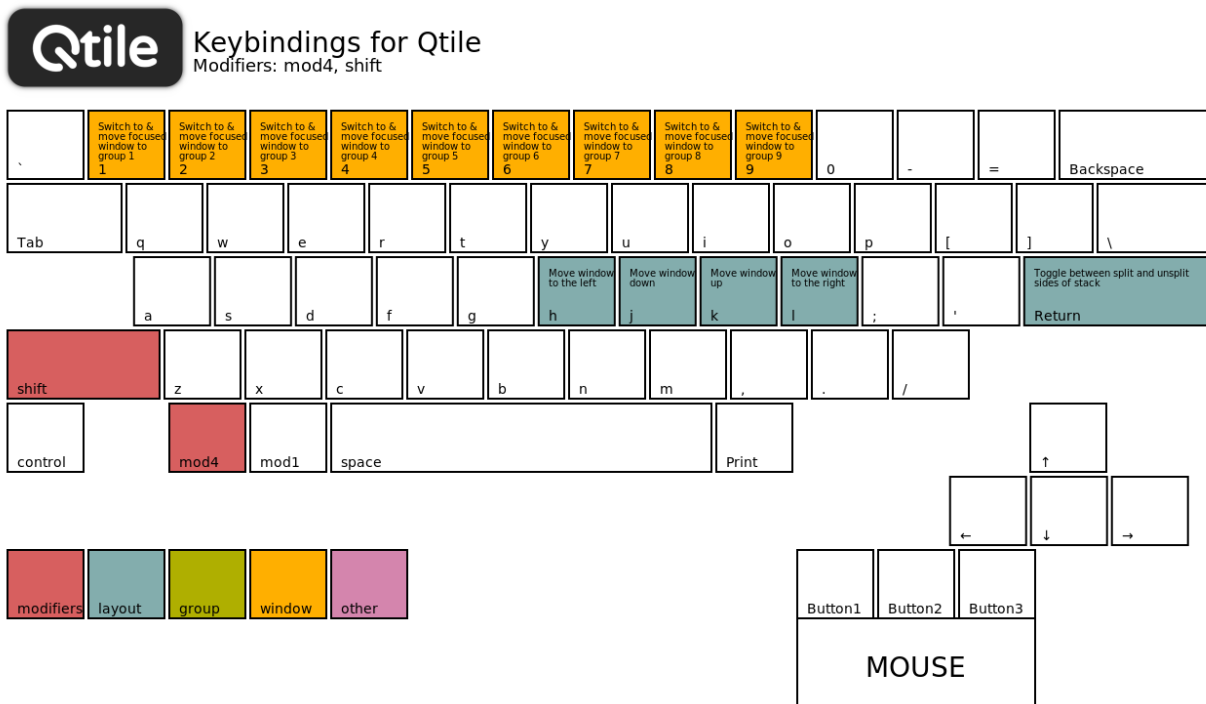 Qtile
Keybindings for Qtile
Modifiers: mod4, shift
`
Switch to &
move focused
window to
group 1
1
Switch to &
move focused
window to
group 2
2
Switch to &
move focused
window to
group 3
3
Switch to &
move focused
window to
group 4
4
Switch to &
move focused
window to
group 5
5
Switch to &
move focused
window to
group 6
6
Switch to &
move focused
window to
group 7
7
Switch to &
move focused
window to
group 8
8
Switch to &
move focused
window to
group 9
9
0
-
=
Backspace
Tab
q
w
e
r
t
y
u
i
o
p
[
]
\
a
s
d
f
g
Move window
to the left
h
Move window
down
j
Move window
up
k
Move window
to the right
l
;
'
Toggle between split and unsplit
sides of stack
Return
shift
z
x
c
v
b
n
m
,
.
/
control
mod4
mod1
space
Print
↑
←
↓
→
modifiers
layout
group
window
other
Button1
Button2
Button3
MOUSE